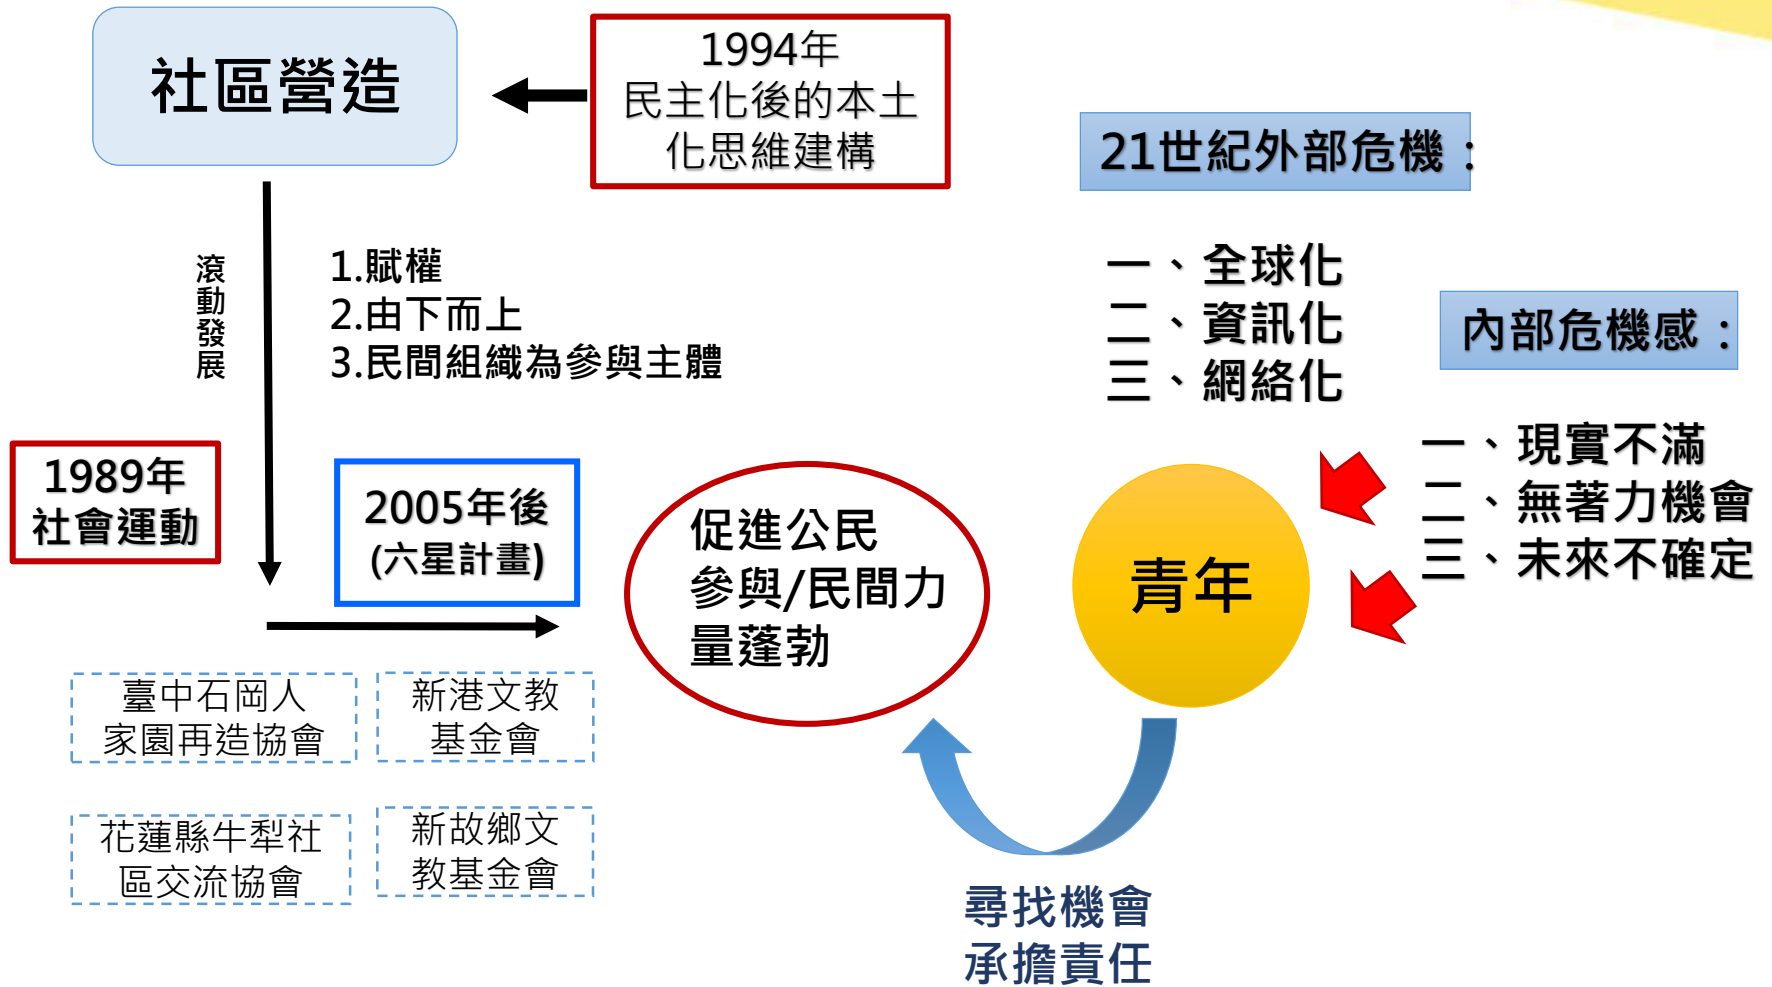 社區營造
1994年
民主化後的本土
化思維建構
滾動發展
1.賦權
2.由下而上
3.民間組織為參與主體
1989年
社會運動
2005年後
(六星計畫)
臺中石岡人
家園再造協會
新港文教
基金會
花蓮縣牛犁社
區交流協會
新故鄉文
教基金會
促進公民
參與/民間力
量蓬勃
21世紀外部危機：
一、全球化
二、資訊化
三、網絡化
內部危機感：
一、現實不滿
二、無著力機會
三、未來不確定
青年
尋找機會
承擔責任